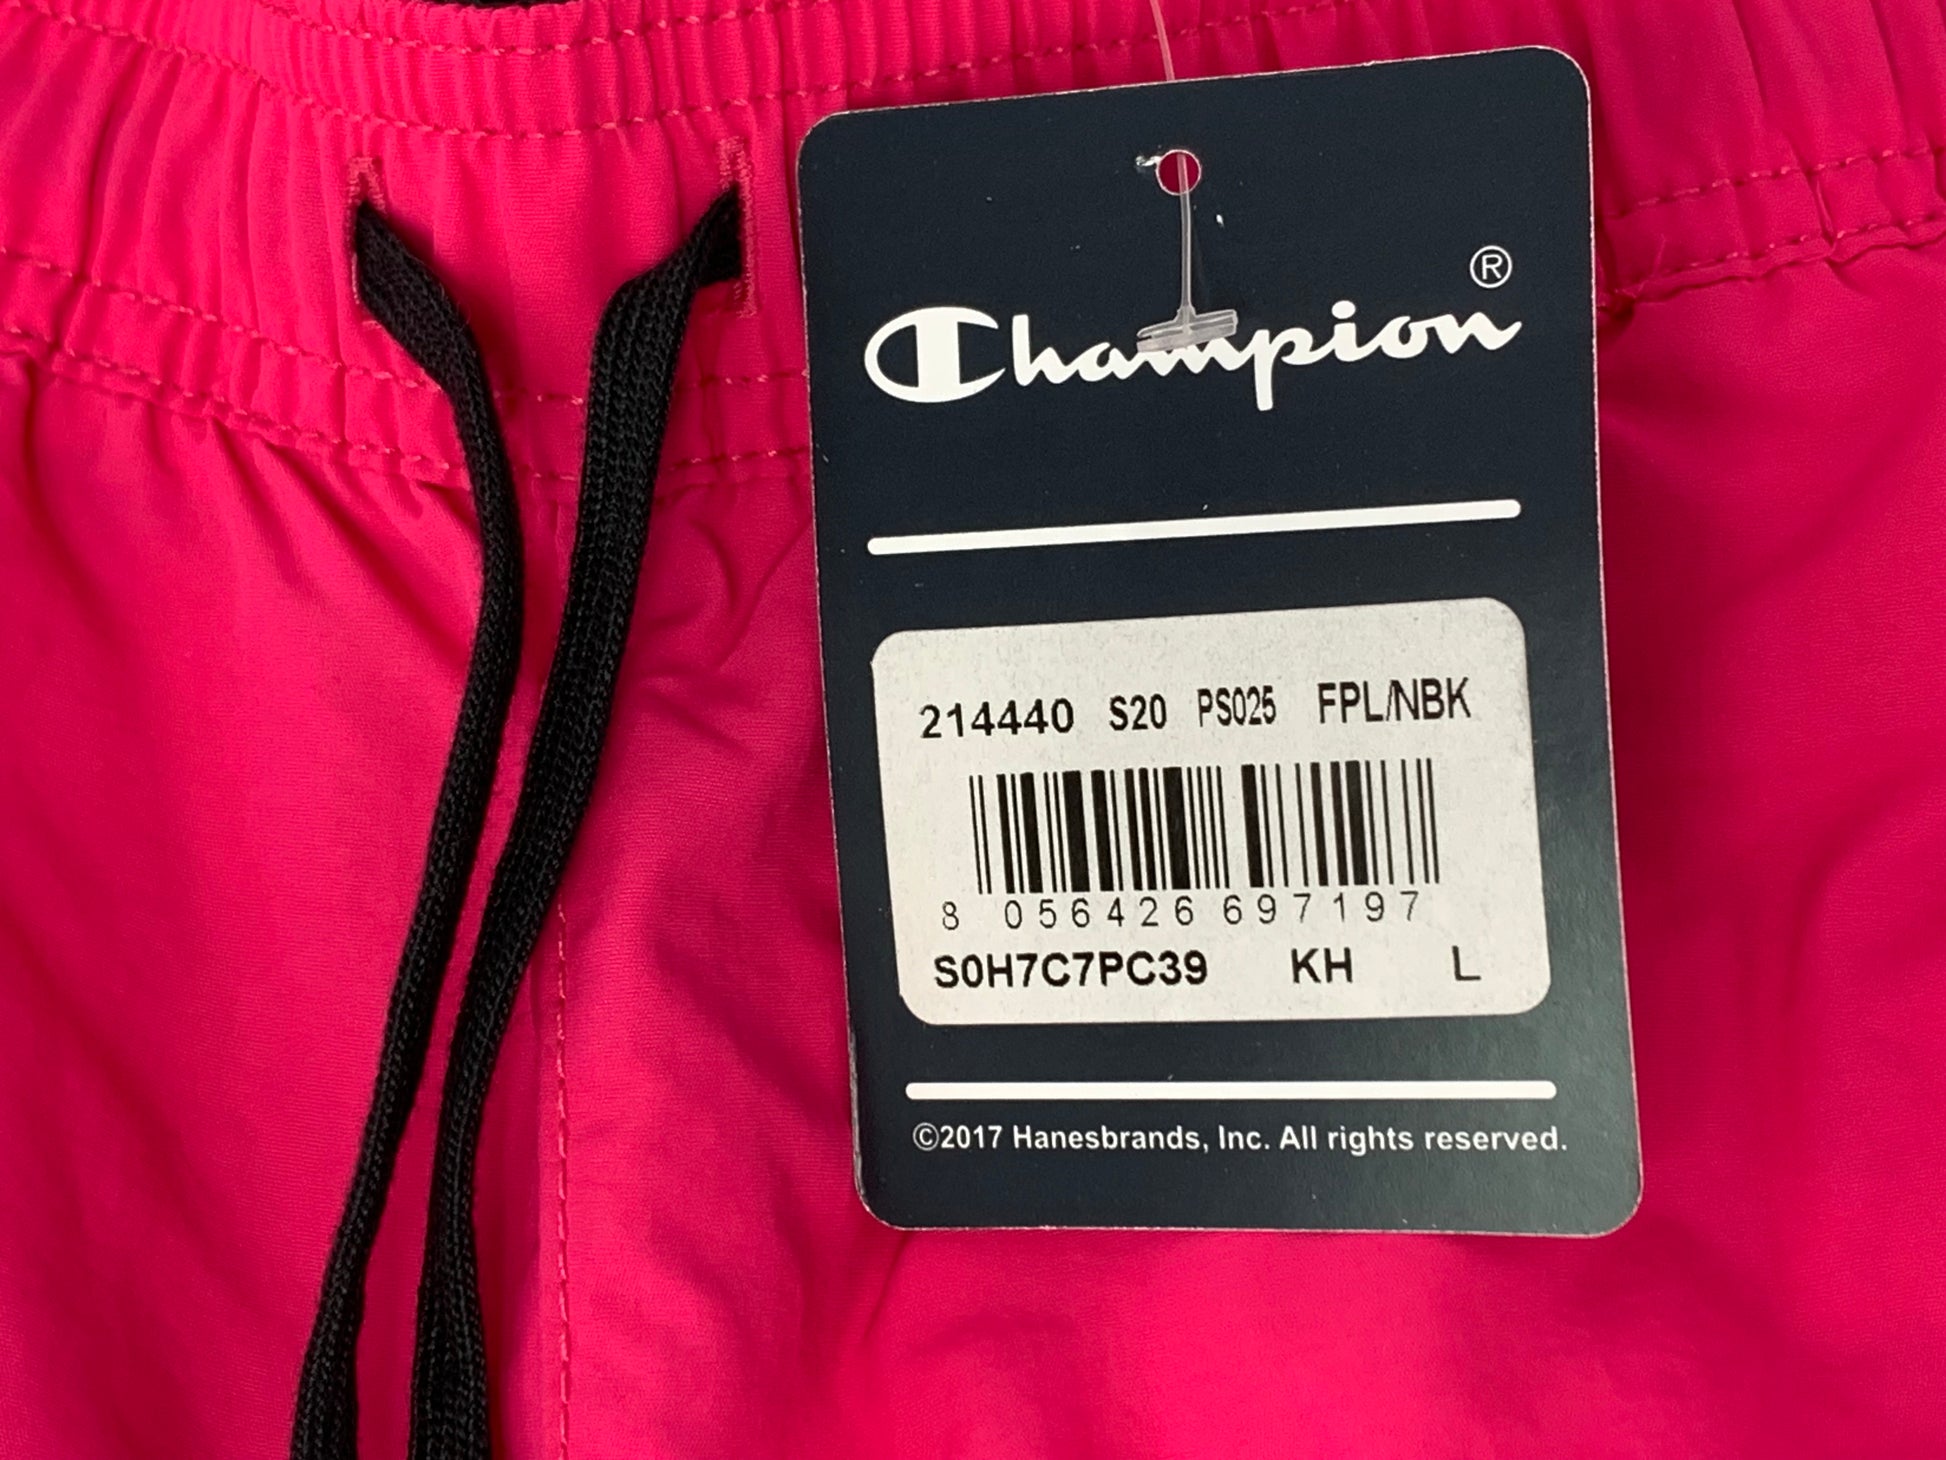 Champion®
214440 S20 PS025 FPL/NBK
8 056426 697197
S0H7C7PC39 KH L
©2017 Hanesbrands, Inc. All rights reserved.